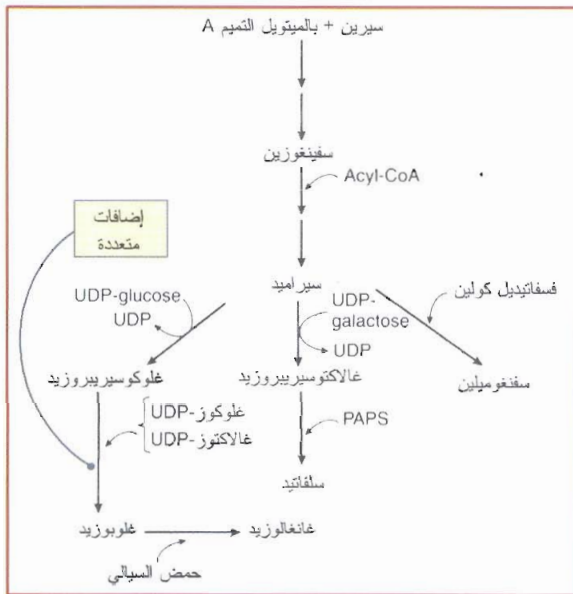 سيرين + بالميتويل التميم A
سفينغوزين
Acyl-CoA
إضافات
متعددة
سيراميد
UDP-glucose
UDP
UDP-
galactose
UDP
فسفاتيديل كولين
غلوكوسيريبروزيد
غالاكتوسيريبروزيد
سفنغوميلين
UDP-غلوكوز
UDP-غالاكتوز
PAPS
سلفاتيد
غلوبوزيد
غانغالوزيد
حمض السيالي